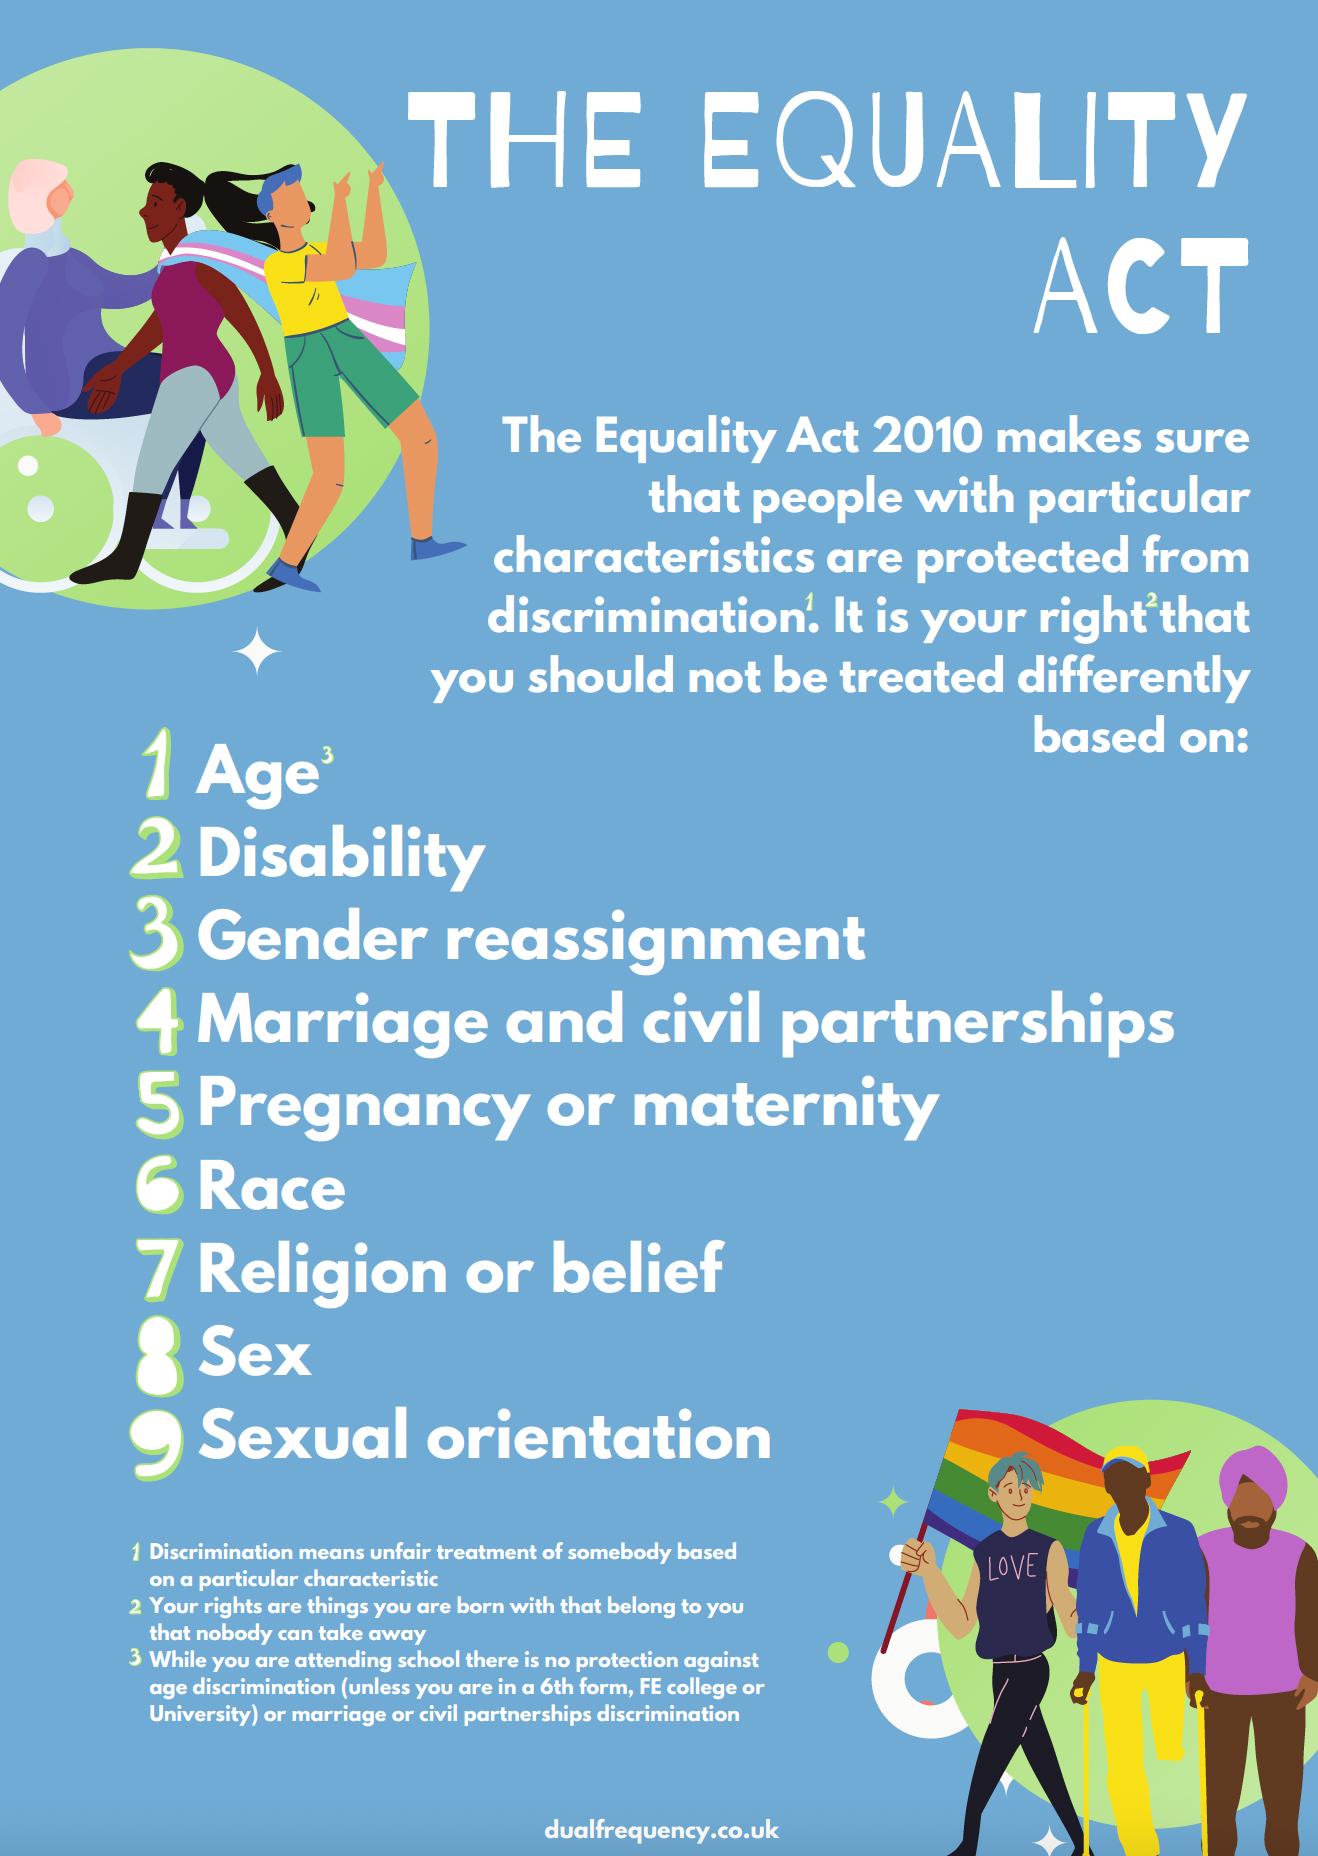 THE EQUALITY
ACT
The Equality Act 2010 makes sure
that people with particular
characteristics are protected from
discrimination¹. It is your right² that
you should not be treated differently
based on:
1 Age³
2 Disability
3 Gender reassignment
4 Marriage and civil partnerships
5 Pregnancy or maternity
6 Race
7 Religion or belief
8 Sex
9 Sexual orientation
1 Discrimination means unfair treatment of somebody based
on a particular characteristic
2 Your rights are things you are born with that belong to you
that nobody can take away
3 While you are attending school there is no protection against
age discrimination (unless you are in a 6th form, FE college or
University) or marriage or civil partnerships discrimination
LOVE
dualfrequency.co.uk